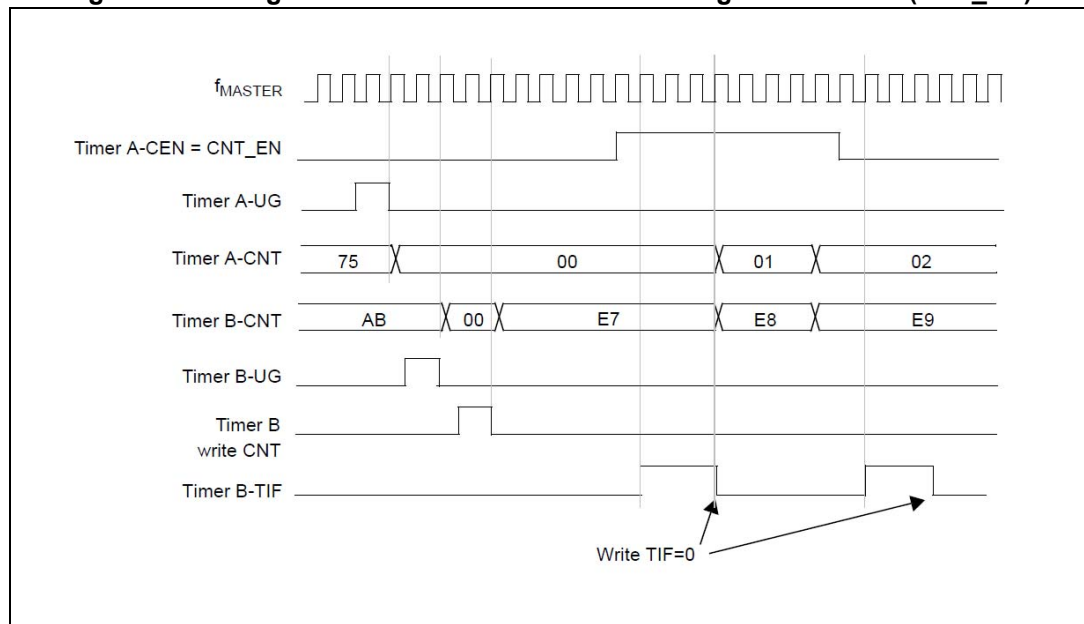 fMASTER
Timer A-CEN = CNT_EN
Timer A-UG
Timer A-CNT 75 00 01 02
Timer B-CNT AB 00 E7 E8 E9
Timer B-UG
Timer B
write CNT
Timer B-TIF
Write TIF=0